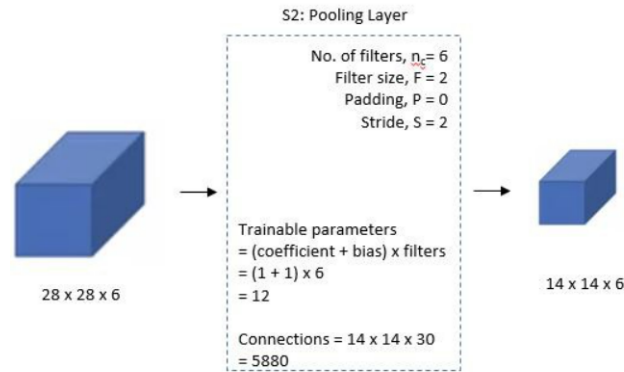 S2: Pooling Layer
No. of filters, nc= 6
Filter size, F = 2
Padding, P = 0
Stride, S = 2
28 x 28 x 6
Trainable parameters
= (coefficient + bias) x filters
= (1 + 1) x 6
= 12
Connections = 14 x 14 x 30
= 5880
14 x 14 x 6